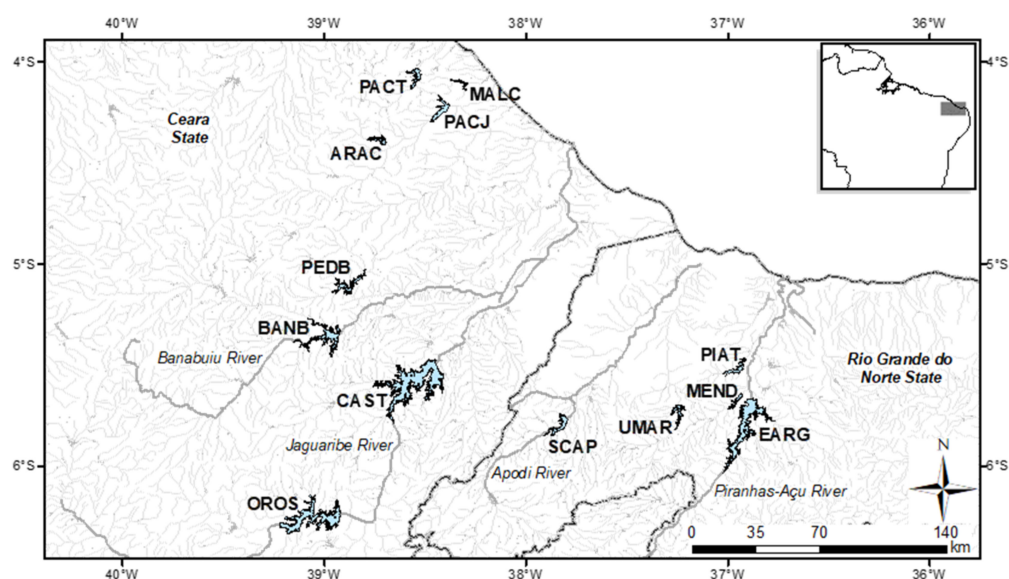 40°W 39°W 38°W 37°W 36°W
4°S 4°S
PACT
MALC
PACJ
Ceara
State
ARAC
5°S 5°S
PEDB
BANB
Banabuiu River
PIAT
Rio Grande do
Norte State
MEND
CAST
UMAR
EARG
SCAP
Jaguaribe River
6°S 6°S
Apodi River
Piranhas-Açu River
N
OROS
0 35 70 140
km
40°W 39°W 38°W 37°W 36°W